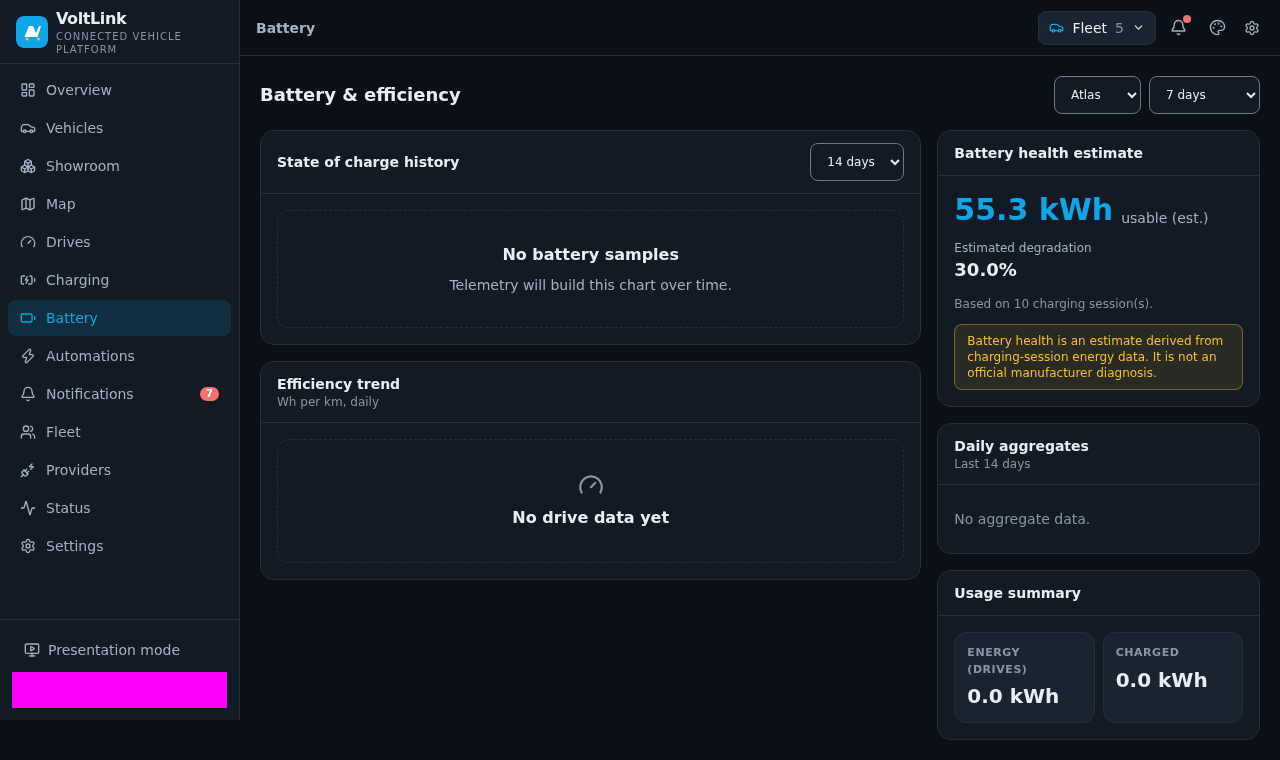 VoltLink
CONNECTED VEHICLE
PLATFORM
Overview
Vehicles
Showroom
Map
Drives
Charging
Battery
Automations
Notifications 7
Fleet
Providers
Status
Settings
Presentation mode
Battery
Fleet 5
Battery & efficiency
Atlas
7 days
State of charge history
14 days
No battery samples
Telemetry will build this chart over time.
Efficiency trend
Wh per km, daily
No drive data yet
Battery health estimate
55.3 kWh usable (est.)
Estimated degradation
30.0%
Based on 10 charging session(s).
Battery health is an estimate derived from
charging-session energy data. It is not an
official manufacturer diagnosis.
Daily aggregates
Last 14 days
No aggregate data.
Usage summary
ENERGY
(DRIVES)
0.0 kWh
CHARGED
0.0 kWh